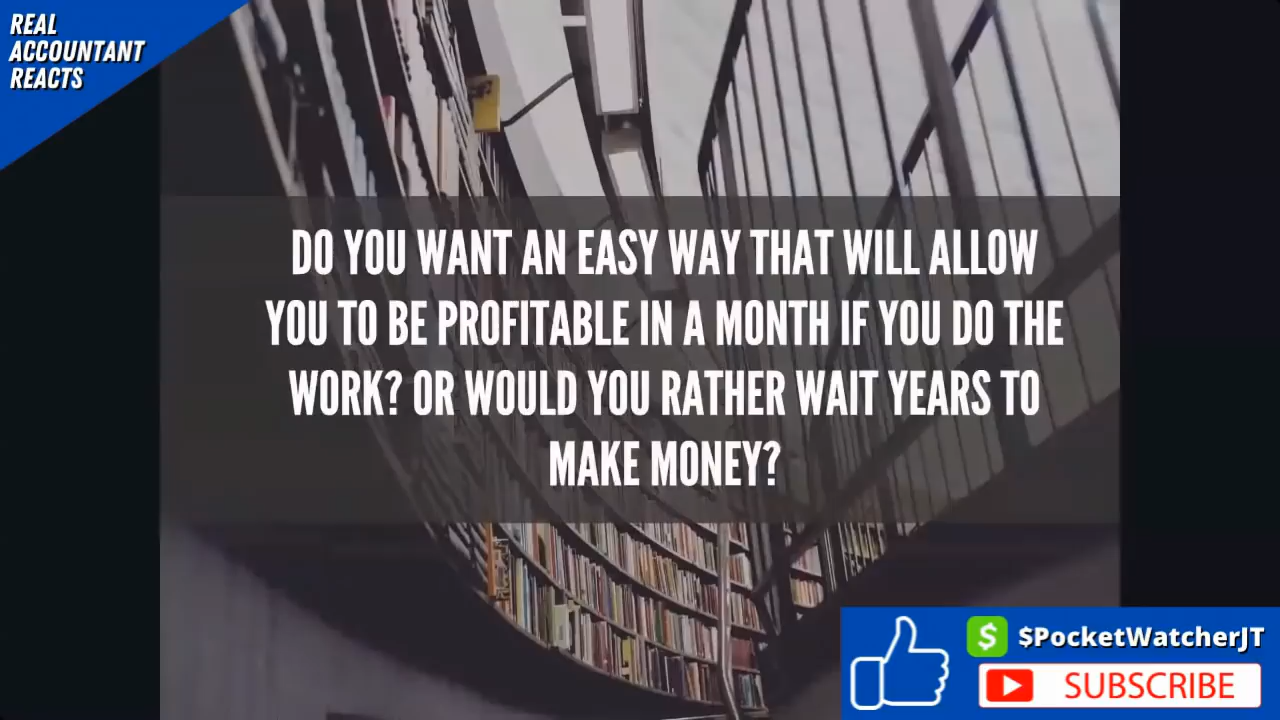 REAL
ACCOUNTANT
REACTS
DO YOU WANT AN EASY WAY THAT WILL ALLOW
YOU TO BE PROFITABLE IN A MONTH IF YOU DO THE
WORK? OR WOULD YOU RATHER WAIT YEARS TO
MAKE MONEY?
$ $PocketWatcherJT
SUBSCRIBE